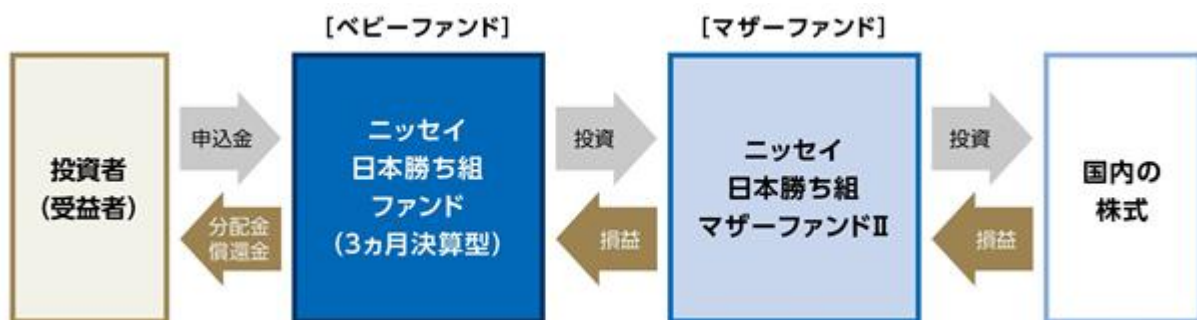 [ベビーファンド]
[マザーファンド]
投資者
(受益者)
申込金
分配金
償還金
ニッセイ
日本勝ち組
ファンド
(3ヵ月決算型)
投資
損益
ニッセイ
日本勝ち組
マザーファンドⅡ
投資
損益
国内の
株式